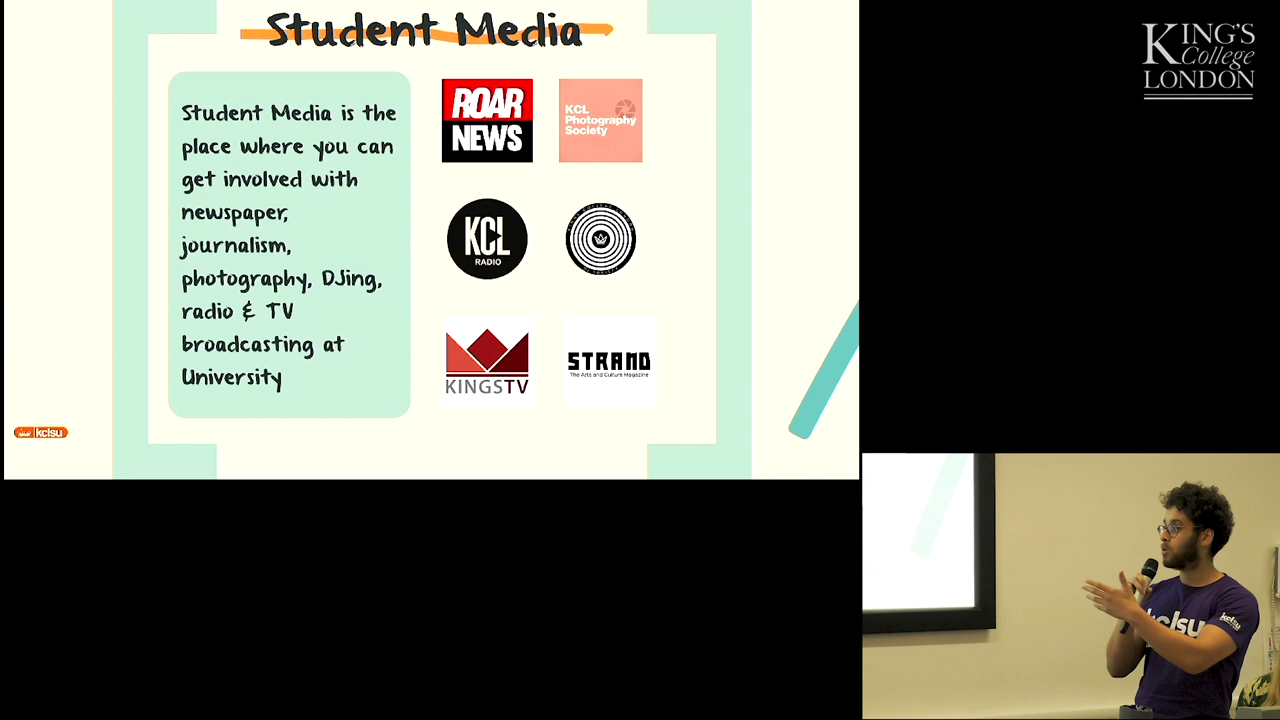 Student Media
Student Media is the
place where you can
get involved with
newspaper,
journalism,
photography, DJing,
radio & TV
broadcasting at
University
ROAR
NEWS
KCL
Photography
Society
KCL
RADIO
KINGSTV
STRAND
The Arts and Culture Magazine
kclsu
KING'S
College
LONDON
kclsu
kclsu